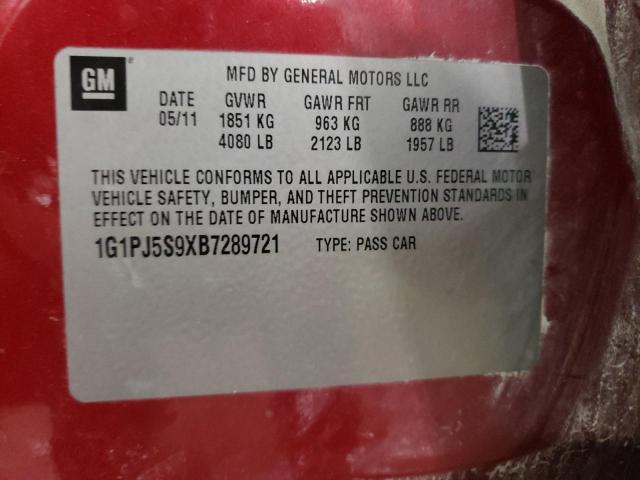 GM
MFD BY GENERAL MOTORS LLC
DATE GVWR GAWR FRT GAWR RR
05/11 1851 KG 963 KG 888 KG
4080 LB 2123 LB 1957 LB
THIS VEHICLE CONFORMS TO ALL APPLICABLE U.S. FEDERAL MOTOR
VEHICLE SAFETY, BUMPER, AND THEFT PREVENTION STANDARDS IN
EFFECT ON THE DATE OF MANUFACTURE SHOWN ABOVE.
1G1PJ5S9XB7289721 TYPE: PASS CAR